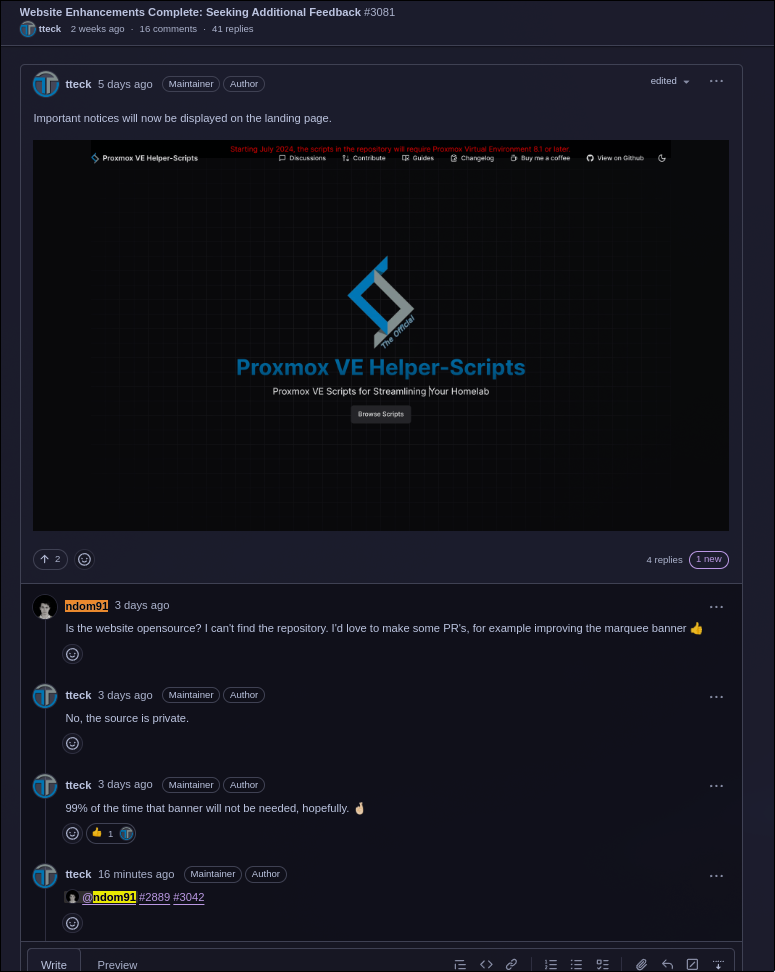 Website Enhancements Complete: Seeking Additional Feedback #3081
tteck 2 weeks ago · 16 comments · 41 replies
tteck 5 days ago Maintainer Author edited
Important notices will now be displayed on the landing page.
Starting July 2024, the scripts in the repository will require Proxmox Virtual Environment 8.1 or later.
Proxmox VE Helper-Scripts Discussions Contribute Guides Changelog Buy me a coffee View on Github
The Official
Proxmox VE Helper-Scripts
Proxmox VE Scripts for Streamlining Your Homelab
Browse Scripts
2 4 replies 1 new
ndom91 3 days ago
Is the website opensource? I can't find the repository. I'd love to make some PR's, for example improving the marquee banner 👍
tteck 3 days ago Maintainer Author
No, the source is private.
tteck 3 days ago Maintainer Author
99% of the time that banner will not be needed, hopefully. 🤞🏻
👍 1
tteck 16 minutes ago Maintainer Author
@ndom91 #2889 #3042
Write Preview